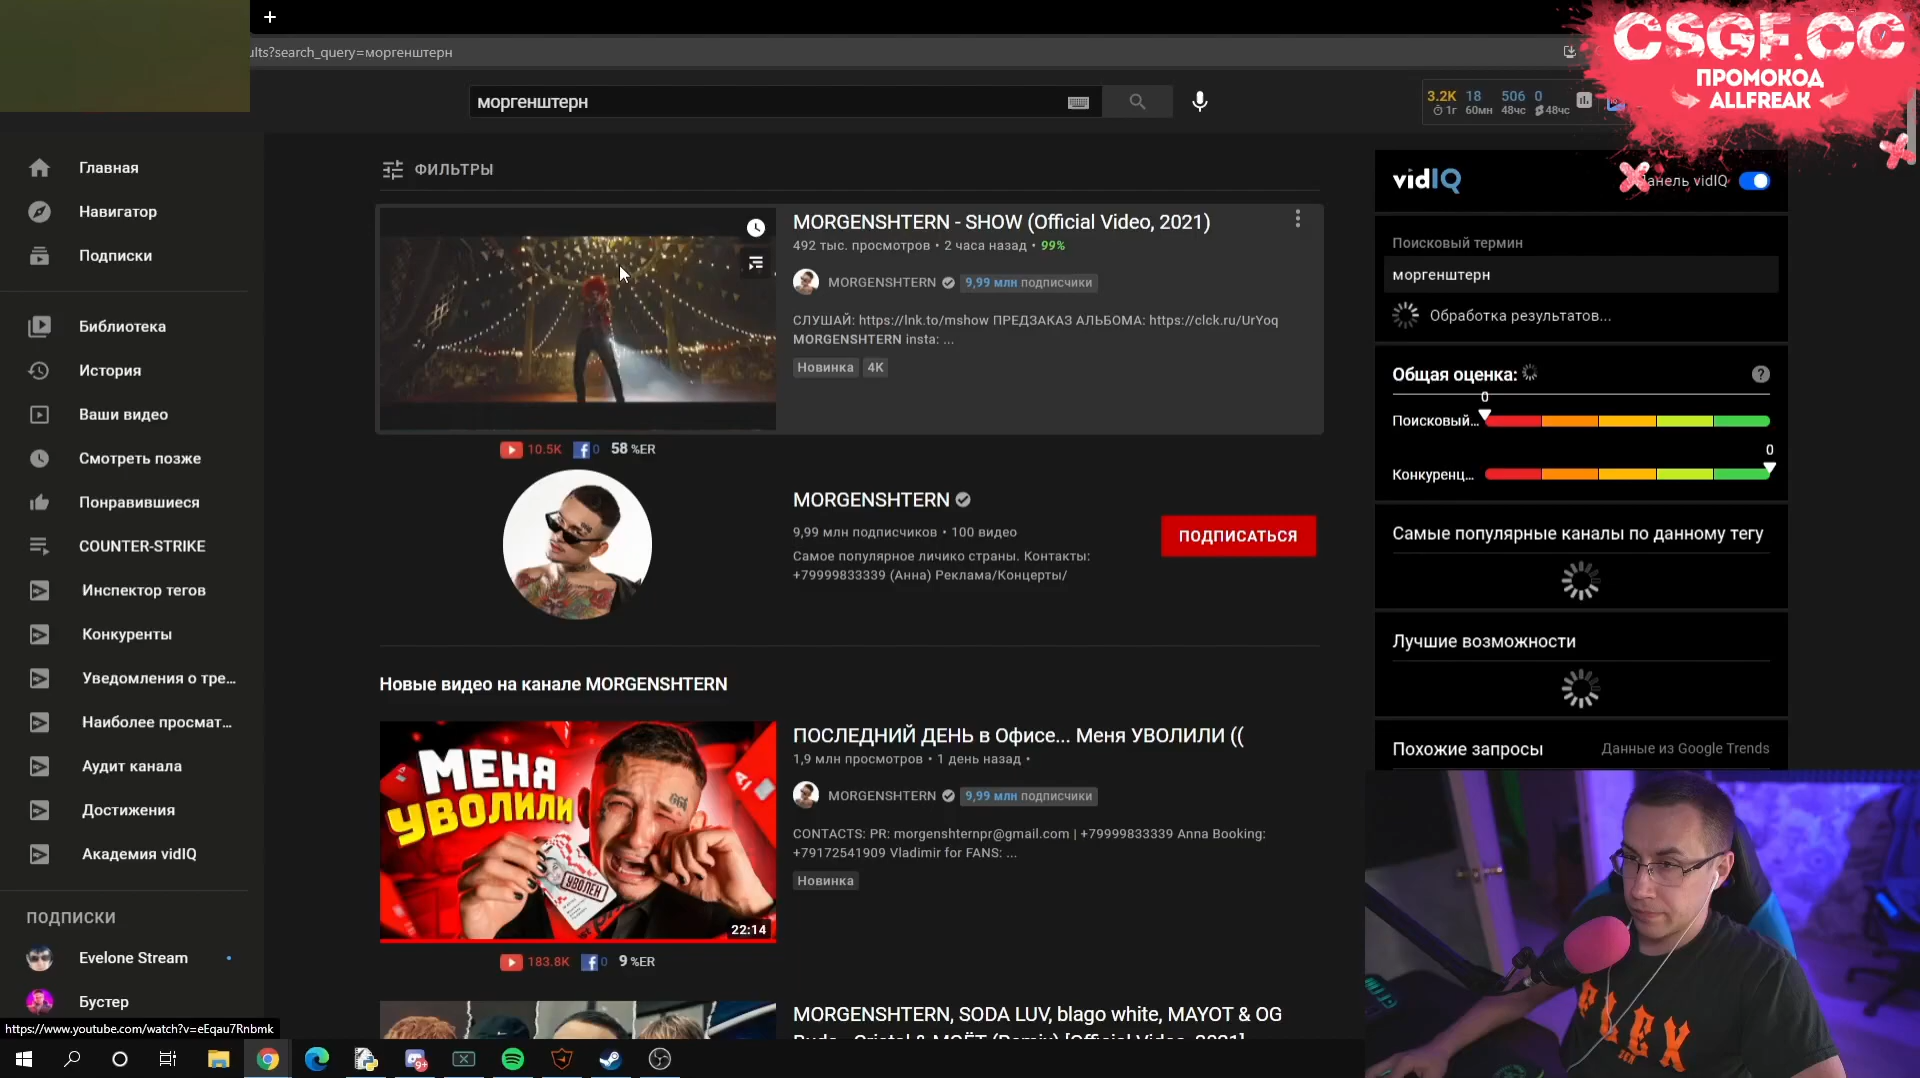 ults?search_query=моргенштерн
моргенштерн
3.2K 18 506 0
1г 60мн 48чс 48чс
CSGF.CC
ПРОМОКОД
ALLFREAK
Главная
Навигатор
Подписки
Библиотека
История
Ваши видео
Смотреть позже
Понравившиеся
COUNTER-STRIKE
Инспектор тегов
Конкуренты
Уведомления о тре...
Наиболее просмат...
Аудит канала
Достижения
Академия vidIQ
ПОДПИСКИ
Evelone Stream
Бустер
https://www.youtube.com/watch?v=eEqau7Rnbmk
ФИЛЬТРЫ
MORGENSHTERN - SHOW (Official Video, 2021)
492 тыс. просмотров • 2 часа назад • 99%
MORGENSHTERN 9,99 млн подписчики
СЛУШАЙ: https://lnk.to/mshow ПРЕДЗАКАЗ АЛЬБОМА: https://clck.ru/UrYoq
MORGENSHTERN insta: ...
Новинка 4K
10.5K 0 58 %ER
MORGENSHTERN
9,99 млн подписчиков • 100 видео
Самое популярное личико страны. Контакты:
+79999833339 (Анна) Реклама/Концерты/
ПОДПИСАТЬСЯ
Новые видео на канале MORGENSHTERN
МЕНЯ
УВОЛИЛИ
УВОЛЕН
666
22:14
ПОСЛЕДНИЙ ДЕНЬ в Офисе... Меня УВОЛИЛИ ((
1,9 млн просмотров • 1 день назад •
MORGENSHTERN 9,99 млн подписчики
CONTACTS: PR: morgenshternpr@gmail.com | +79999833339 Anna Booking:
+79172541909 Vladimir for FANS: ...
Новинка
183.8K 0 9 %ER
MORGENSHTERN, SODA LUV, blago white, MAYOT & OG
vidIQ
анель vidIQ
Поисковый термин
моргенштерн
Обработка результатов...
Общая оценка:
0
Поисковый...
0
Конкуренц...
Самые популярные каналы по данному тегу
Лучшие возможности
Похожие запросы Данные из Google Trends
PLEX
9+